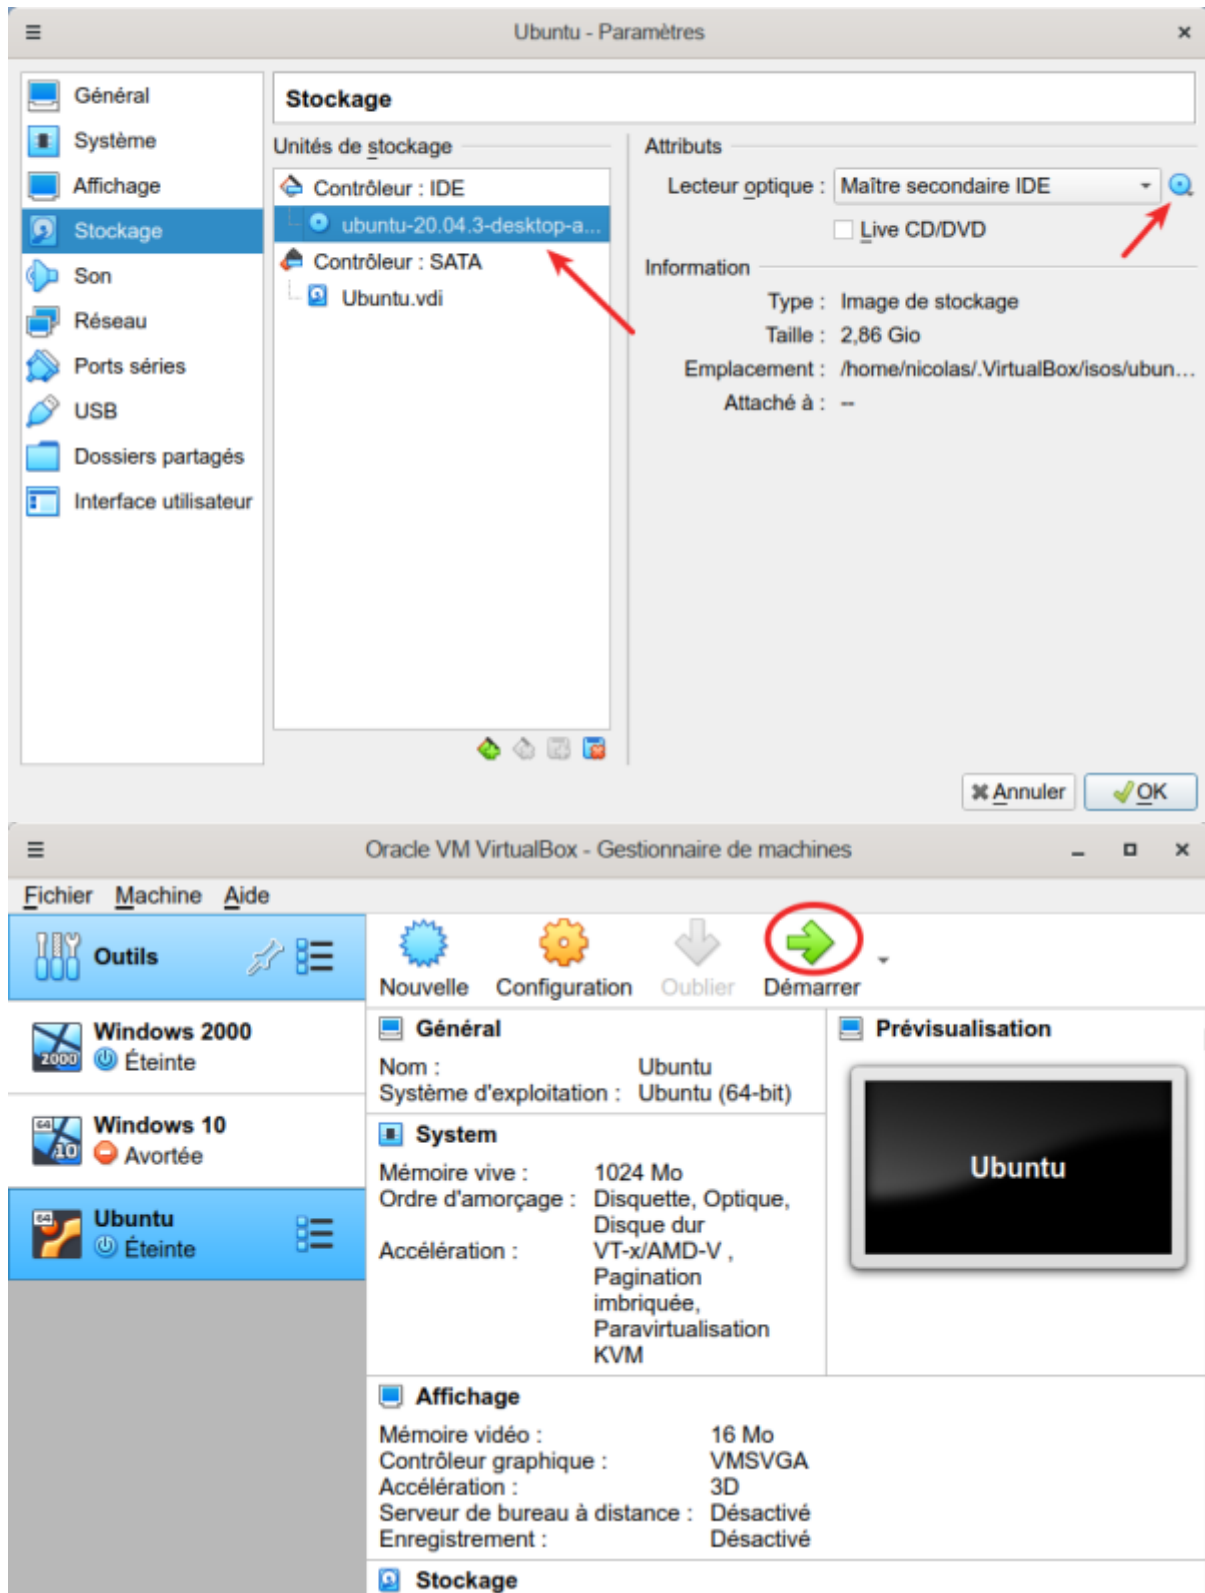 Ubuntu - Paramètres
Général
Système
Affichage
Stockage
Son
Réseau
Ports séries
USB
Dossiers partagés
Interface utilisateur
Stockage
Unités de stockage
Contrôleur : IDE
ubuntu-20.04.3-desktop-a...
Contrôleur : SATA
Ubuntu.vdi
Attributs
Lecteur optique : Maître secondaire IDE
Live CD/DVD
Information
Type : Image de stockage
Taille : 2,86 Gio
Emplacement : /home/nicolas/.VirtualBox/isos/ubun...
Attaché à : --
Annuler OK
Oracle VM VirtualBox - Gestionnaire de machines
Fichier Machine Aide
Outils
Windows 2000
2000
Éteinte
64
Windows 10
10
Avortée
64
Ubuntu
Éteinte
Nouvelle Configuration Oublier Démarrer
Général
Nom : Ubuntu
Système d'exploitation : Ubuntu (64-bit)
System
Mémoire vive : 1024 Mo
Ordre d'amorçage : Disquette, Optique,
Disque dur
Accélération : VT-x/AMD-V ,
Pagination
imbriquée,
Paravirtualisation
KVM
Prévisualisation
Ubuntu
Affichage
Mémoire vidéo : 16 Mo
Contrôleur graphique : VMSVGA
Accélération : 3D
Serveur de bureau à distance : Désactivé
Enregistrement : Désactivé
Stockage